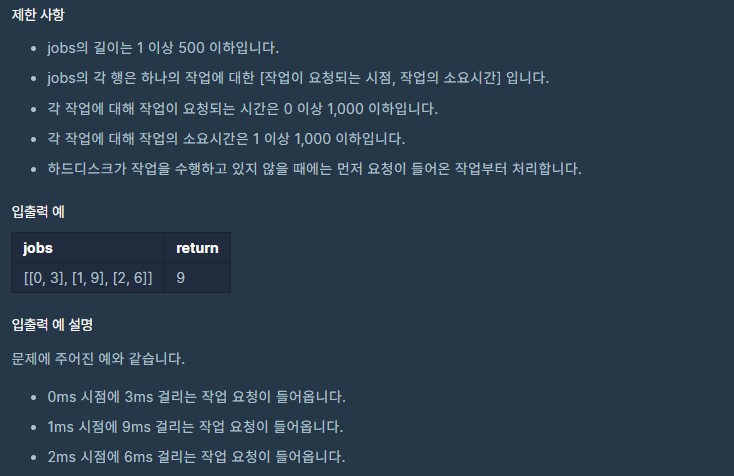 제한 사항
• jobs의 길이는 1 이상 500 이하입니다.
• jobs의 각 행은 하나의 작업에 대한 [작업이 요청되는 시점, 작업의 소요시간] 입니다.
• 각 작업에 대해 작업이 요청되는 시간은 0 이상 1,000 이하입니다.
• 각 작업에 대해 작업의 소요시간은 1 이상 1,000 이하입니다.
• 하드디스크가 작업을 수행하고 있지 않을 때에는 먼저 요청이 들어온 작업부터 처리합니다.
입출력 예
jobs return
[[0, 3], [1, 9], [2, 6]] 9
입출력 예 설명
문제에 주어진 예와 같습니다.
• 0ms 시점에 3ms 걸리는 작업 요청이 들어옵니다.
• 1ms 시점에 9ms 걸리는 작업 요청이 들어옵니다.
• 2ms 시점에 6ms 걸리는 작업 요청이 들어옵니다.